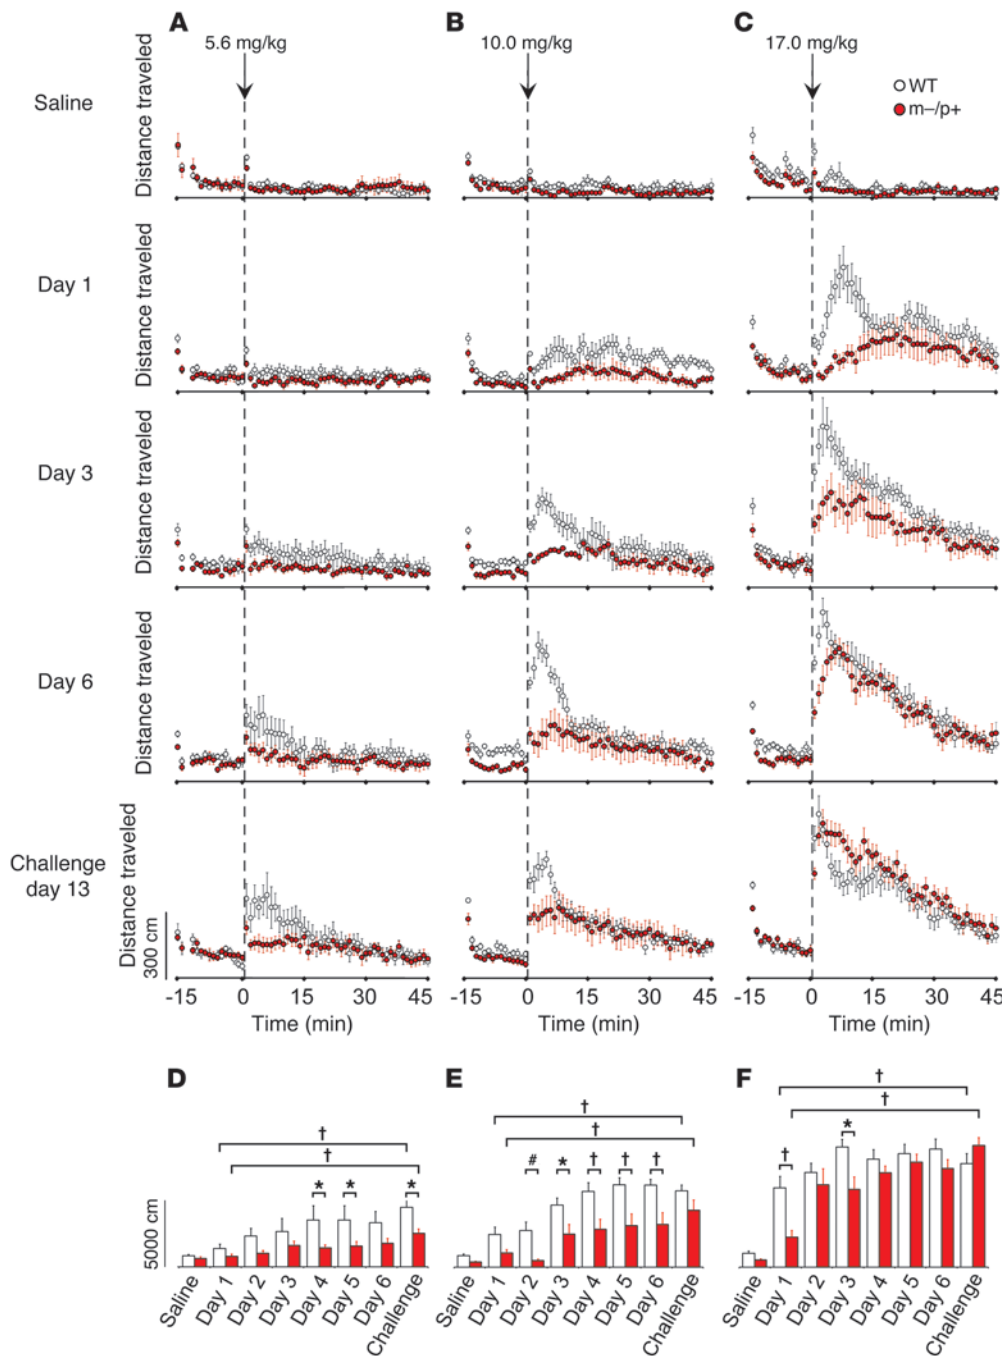 A B C
5.6 mg/kg 10.0 mg/kg 17.0 mg/kg
WT
m–/p+
Saline
Distance traveled
Day 1
Distance traveled
Day 3
Distance traveled
Day 6
Distance traveled
Challenge
day 13
Distance traveled
300 cm
-15 0 15 30 45 -15 0 15 30 45 -15 0 15 30 45
Time (min) Time (min) Time (min)
D E F
† † †
† † †
* * *
# * † † †
† *
5000 cm
Saline Day 1 Day 2 Day 3 Day 4 Day 5 Day 6 Challenge
Saline Day 1 Day 2 Day 3 Day 4 Day 5 Day 6 Challenge
Saline Day 1 Day 2 Day 3 Day 4 Day 5 Day 6 Challenge